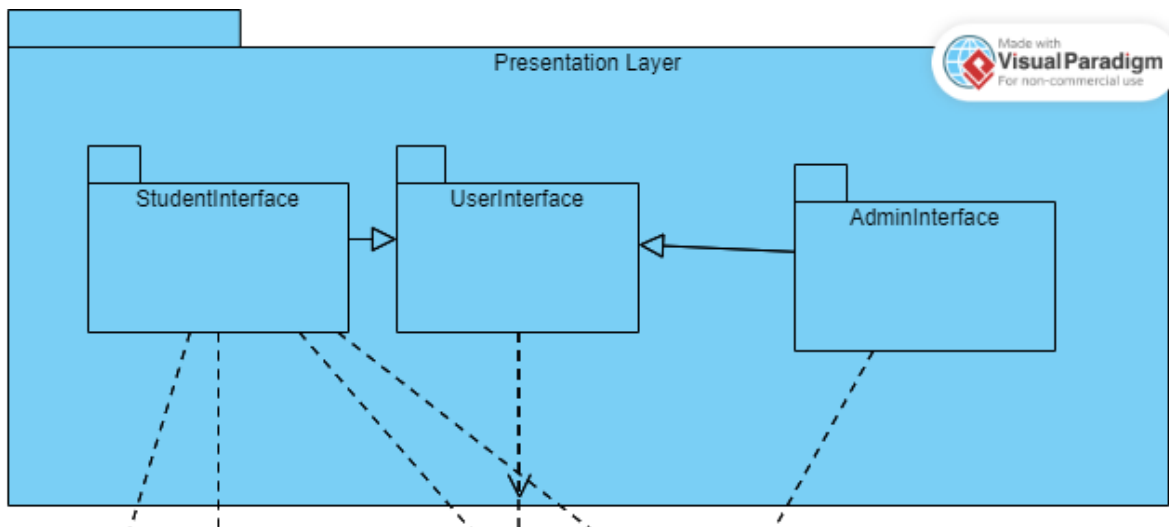 Presentation Layer
Made with
Visual Paradigm
For non-commercial use
StudentInterface
UserInterface
AdminInterface